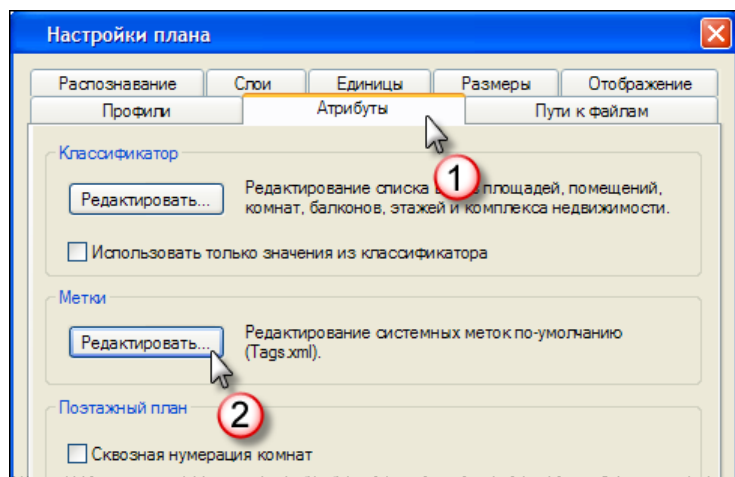 Настройки плана
Распознавание Слои Единицы Размеры Отображение
Профили Атрибуты Пути к файлам
Классификатор
Редактировать... Редактирование списка площадей, помещений,
комнат, балконов, этажей и комплекса недвижимости.
1
Использовать только значения из классификатора
Метки
Редактировать... Редактирование системных меток по-умолчанию
(Tags.xml).
2
Поэтажный план
Сквозная нумерация комнат